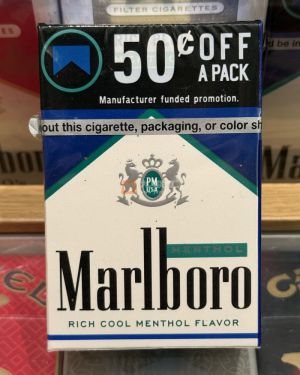 FILTER CIGARETTES
50¢ OFF
A PACK
Manufacturer funded promotion.
out this cigarette, packaging, or color sh
PM
USA
MENTHOL
Marlboro
RICH COOL MENTHOL FLAVOR